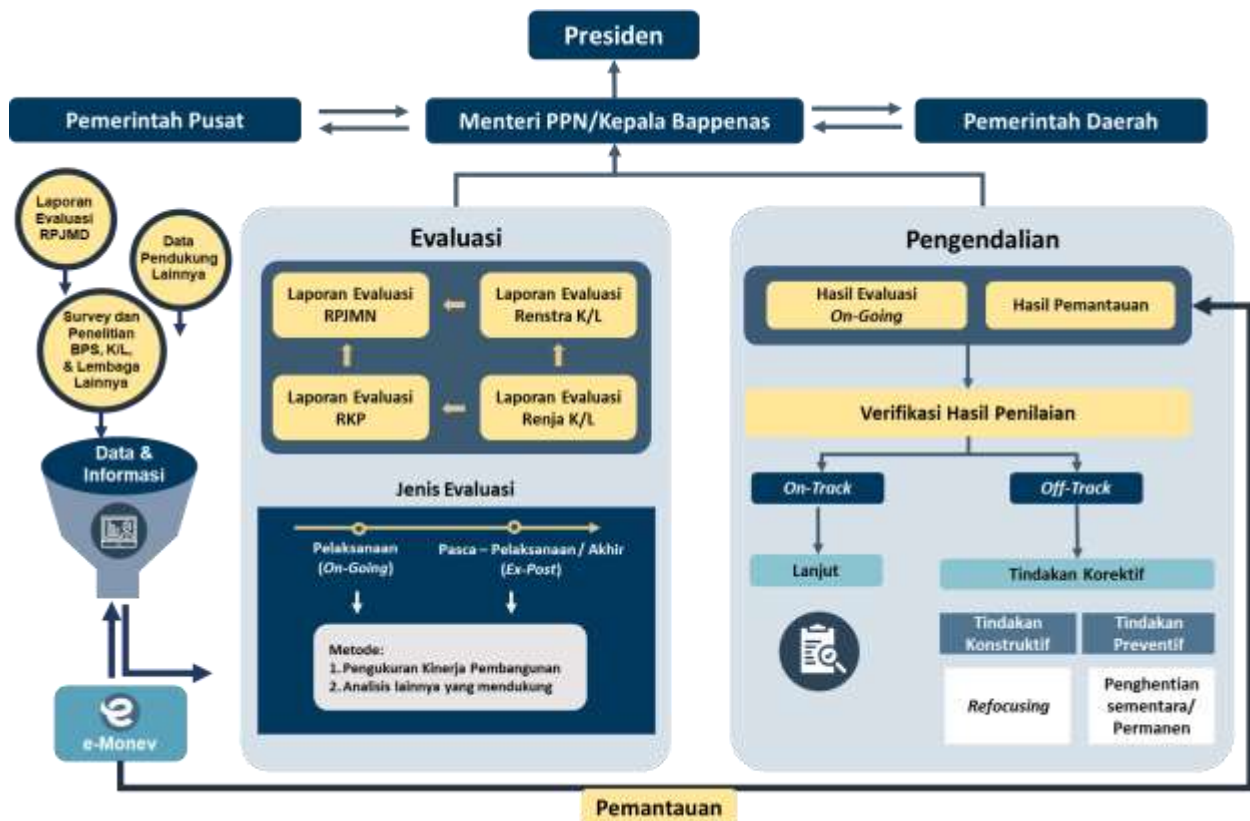 Presiden
Pemerintah Pusat
Menteri PPN/Kepala Bappenas
Pemerintah Daerah
Laporan
Evaluasi
RPJMD
Data
Pendukung
Lainnya
Survey dan
Penelitian
BPS, K/L,
& Lembaga
Lainnya
Data &
Informasi
e-Monev
Evaluasi
Laporan Evaluasi
RPJMN
Laporan Evaluasi
Renstra K/L
Laporan Evaluasi
RKP
Laporan Evaluasi
Renja K/L
Jenis Evaluasi
Pelaksanaan
(On-Going)
Pasca – Pelaksanaan / Akhir
(Ex-Post)
Metode:
1. Pengukuran Kinerja Pembangunan
2. Analisis lainnya yang mendukung
Pengendalian
Hasil Evaluasi
On-Going
Hasil Pemantauan
Verifikasi Hasil Penilaian
On-Track
Off-Track
Lanjut
Tindakan Korektif
Tindakan
Konstruktif
Tindakan
Preventif
Refocusing
Penghentian
sementara/
Permanen
Pemantauan